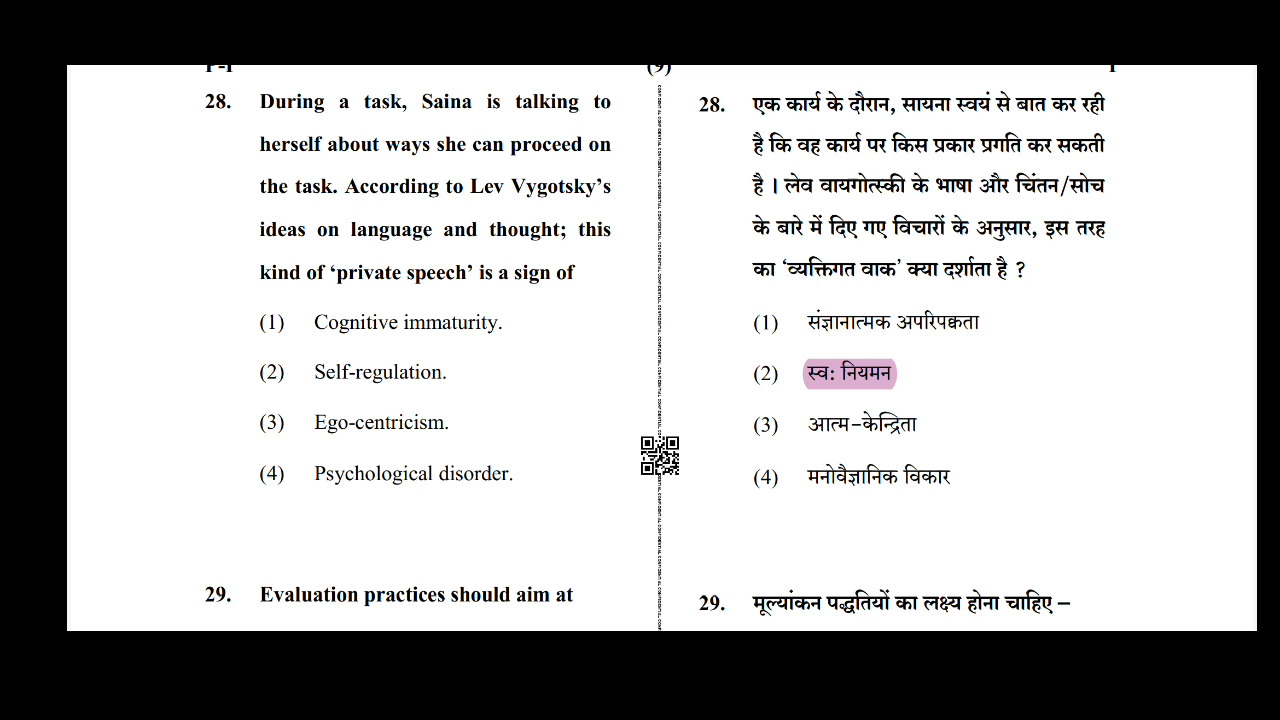 P-I (9) I
28. During a task, Saina is talking to
herself about ways she can proceed on
the task. According to Lev Vygotsky’s
ideas on language and thought; this
kind of ‘private speech’ is a sign of
(1) Cognitive immaturity.
(2) Self-regulation.
(3) Ego-centricism.
(4) Psychological disorder.
29. Evaluation practices should aim at
28. एक कार्य के दौरान, सायना स्वयं से बात कर रही
है कि वह कार्य पर किस प्रकार प्रगति कर सकती
है । लेव वायगोत्स्की के भाषा और चिंतन/सोच
के बारे में दिए गए विचारों के अनुसार, इस तरह
का ‘व्यक्तिगत वाक’ क्या दर्शाता है ?
(1) संज्ञानात्मक अपरिपक्वता
(2) स्व: नियमन
(3) आत्म-केन्द्रिता
(4) मनोवैज्ञानिक विकार
29. मूल्यांकन पद्धतियों का लक्ष्य होना चाहिए –